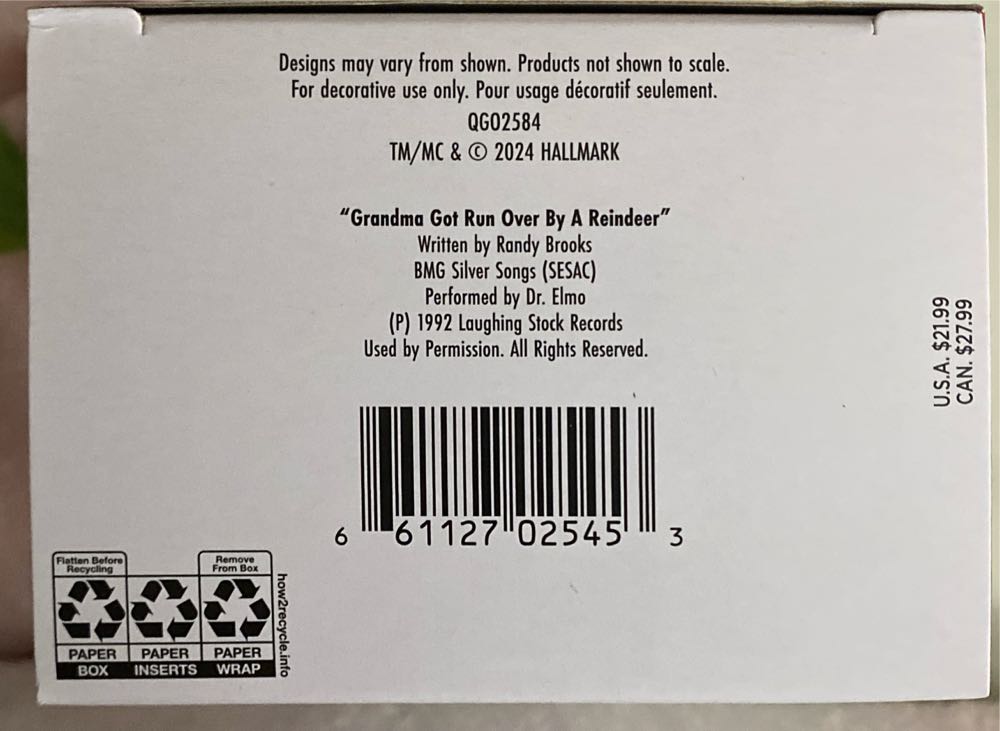 Designs may vary from shown. Products not shown to scale.
For decorative use only. Pour usage décoratif seulement.
QGO2584
TM/MC & © 2024 HALLMARK
“Grandma Got Run Over By A Reindeer”
Written by Randy Brooks
BMG Silver Songs (SESAC)
Performed by Dr. Elmo
(P) 1992 Laughing Stock Records
Used by Permission. All Rights Reserved.
U.S.A. $21.99
CAN. $27.99
6 61127 02545 3
Flatten Before
Recycling
Remove
From Box
PAPER PAPER PAPER
BOX INSERTS WRAP
how2recycle.info